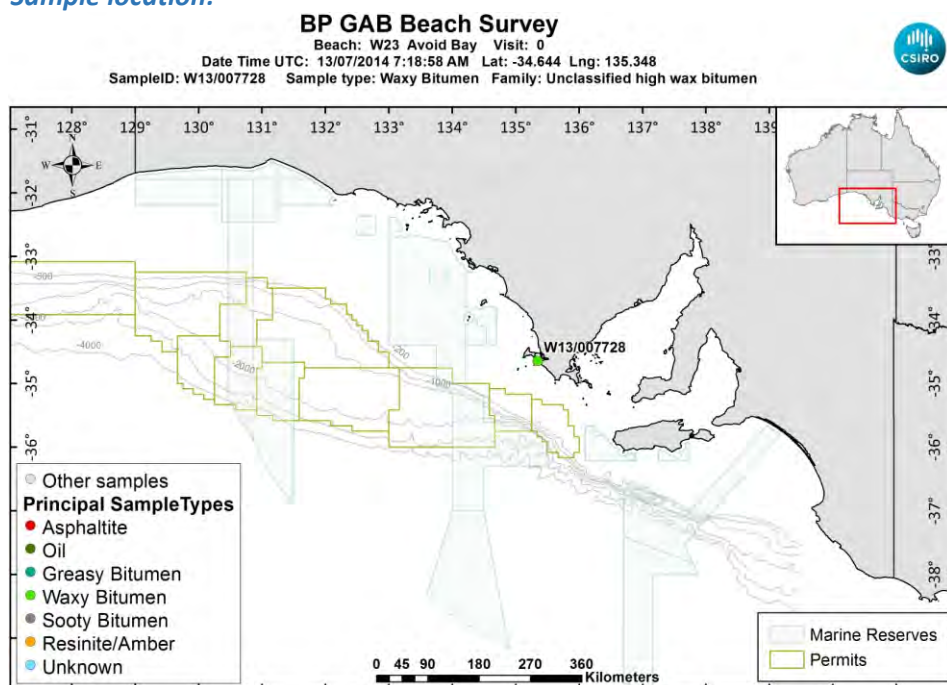 Sample location:
BP GAB Beach Survey
Beach: W23 Avoid Bay Visit: 0
Date Time UTC: 13/07/2014 7:18:58 AM Lat: -34.644 Lng: 135.348
SampleID: W13/007728 Sample type: Waxy Bitumen Family: Unclassified high wax bitumen
CSIRO
128° 129° 130° 131° 132° 133° 134° 135° 136° 137° 138° 139
-31°
N
W E
S
-32°
-33°
-34°
-35°
-36°
-37°
-38°
-31°
-32°
-33°
-34°
-35°
-36°
-37°
-38°
-200
-1000
-2000
-4000
W13/007728
Other samples
Principal SampleTypes
Asphaltite
Oil
Greasy Bitumen
Waxy Bitumen
Sooty Bitumen
Resinite/Amber
Unknown
0 45 90 180 270 360
Kilometers
Marine Reserves
Permits